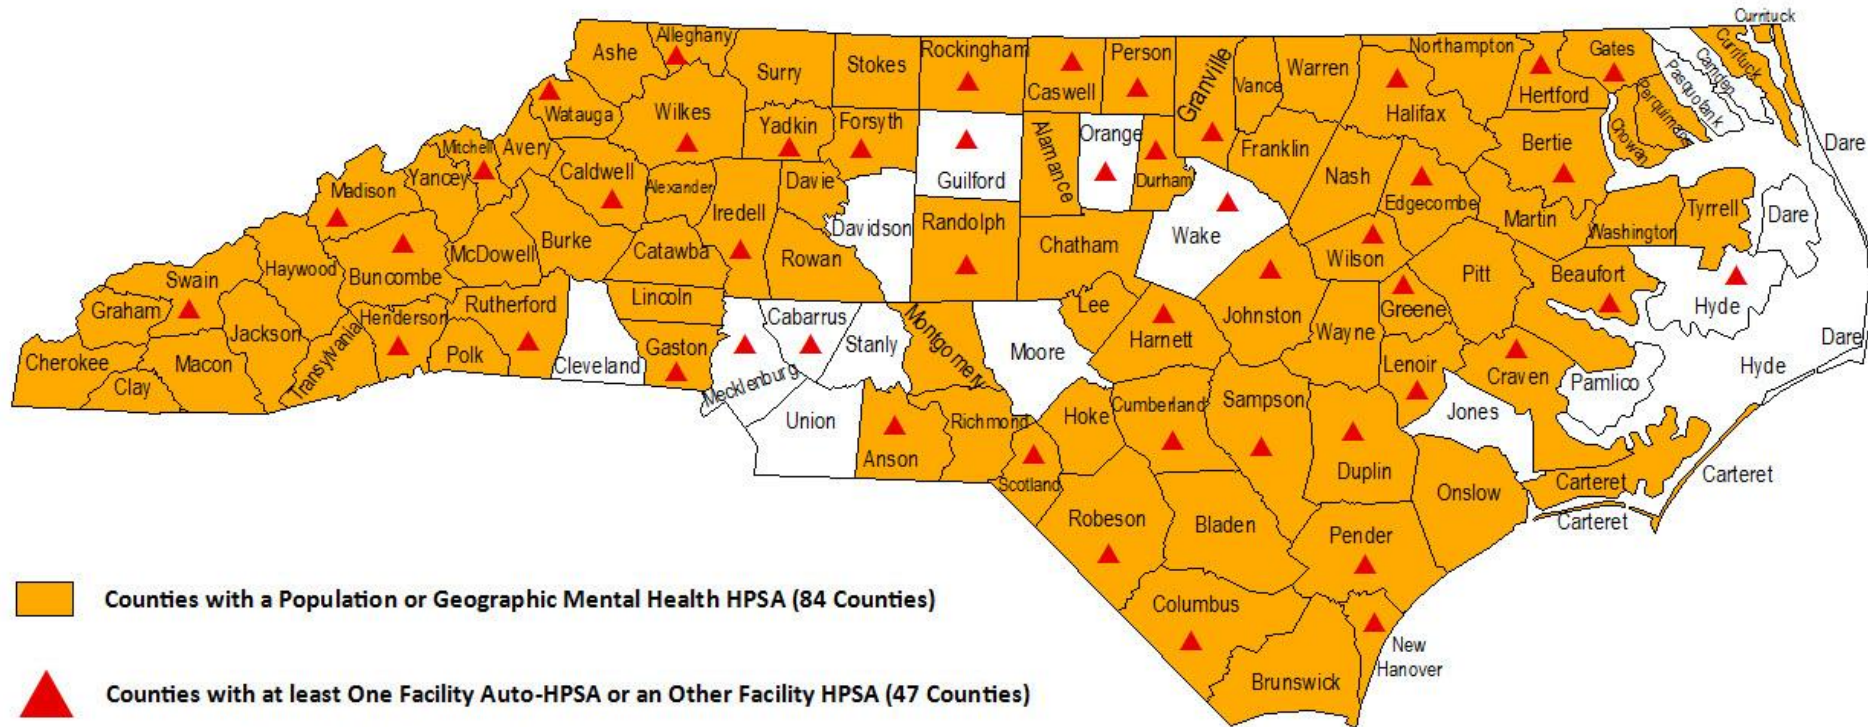 Currituck
Ashe
Alleghany
Surry
Stokes
Rockingham
Caswell
Person
Granville
Vance
Warren
Northampton
Halifax
Hertford
Gates
Camden
Pasquotank
Currituck
Perquimans
Chowan
Watauga
Wilkes
Yadkin
Forsyth
Guilford
Alamance
Orange
Durham
Franklin
Nash
Edgecombe
Bertie
Martin
Washington
Tyrrell
Dare
Dare
Mitchell
Avery
Yancey
Caldwell
Alexander
Iredell
Davie
Davidson
Randolph
Chatham
Wake
Madison
Buncombe
McDowell
Burke
Catawba
Rowan
Wilson
Pitt
Beaufort
Hyde
Swain
Haywood
Graham
Jackson
Henderson
Rutherford
Lincoln
Cabarrus
Stanly
Montgomery
Moore
Lee
Harnett
Johnston
Wayne
Greene
Lenoir
Craven
Pamlico
Hyde
Dare
Cherokee
Clay
Macon
Transylvania
Polk
Cleveland
Gaston
Mecklenburg
Union
Anson
Richmond
Scotland
Hoke
Cumberland
Sampson
Duplin
Jones
Onslow
Carteret
Carteret
Carteret
Robeson
Bladen
Pender
Columbus
Brunswick
New
Hanover
Counties with a Population or Geographic Mental Health HPSA (84 Counties)
Counties with at least One Facility Auto-HPSA or an Other Facility HPSA (47 Counties)